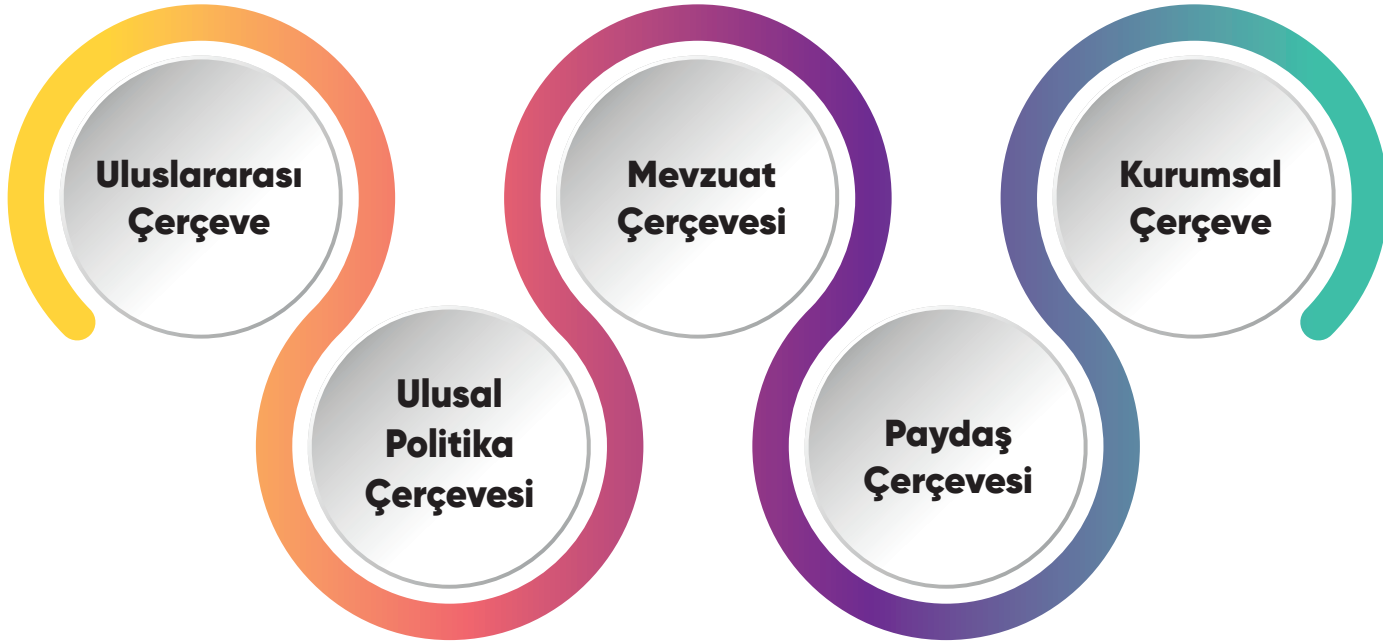 Uluslararası
Çerçeve
Ulusal
Politika
Çerçevesi
Mevzuat
Çerçevesi
Paydaş
Çerçevesi
Kurumsal
Çerçeve